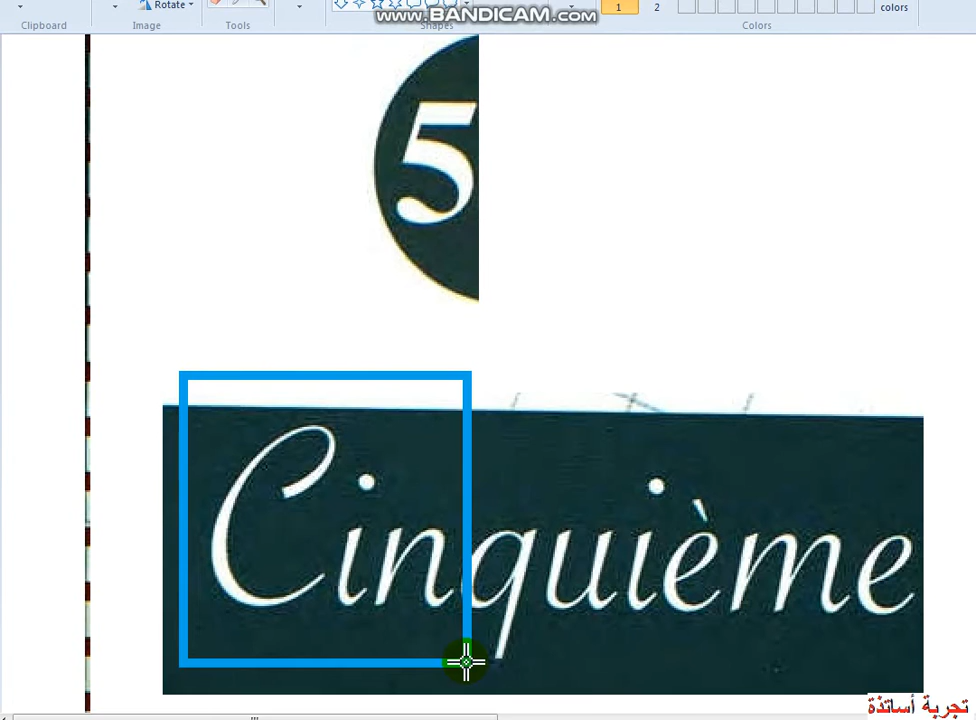 Rotate
1 2
colors
Clipboard Image Tools Shapes Colors
www.BANDICAM.com
5
Cinquième
تجربة أساتذة